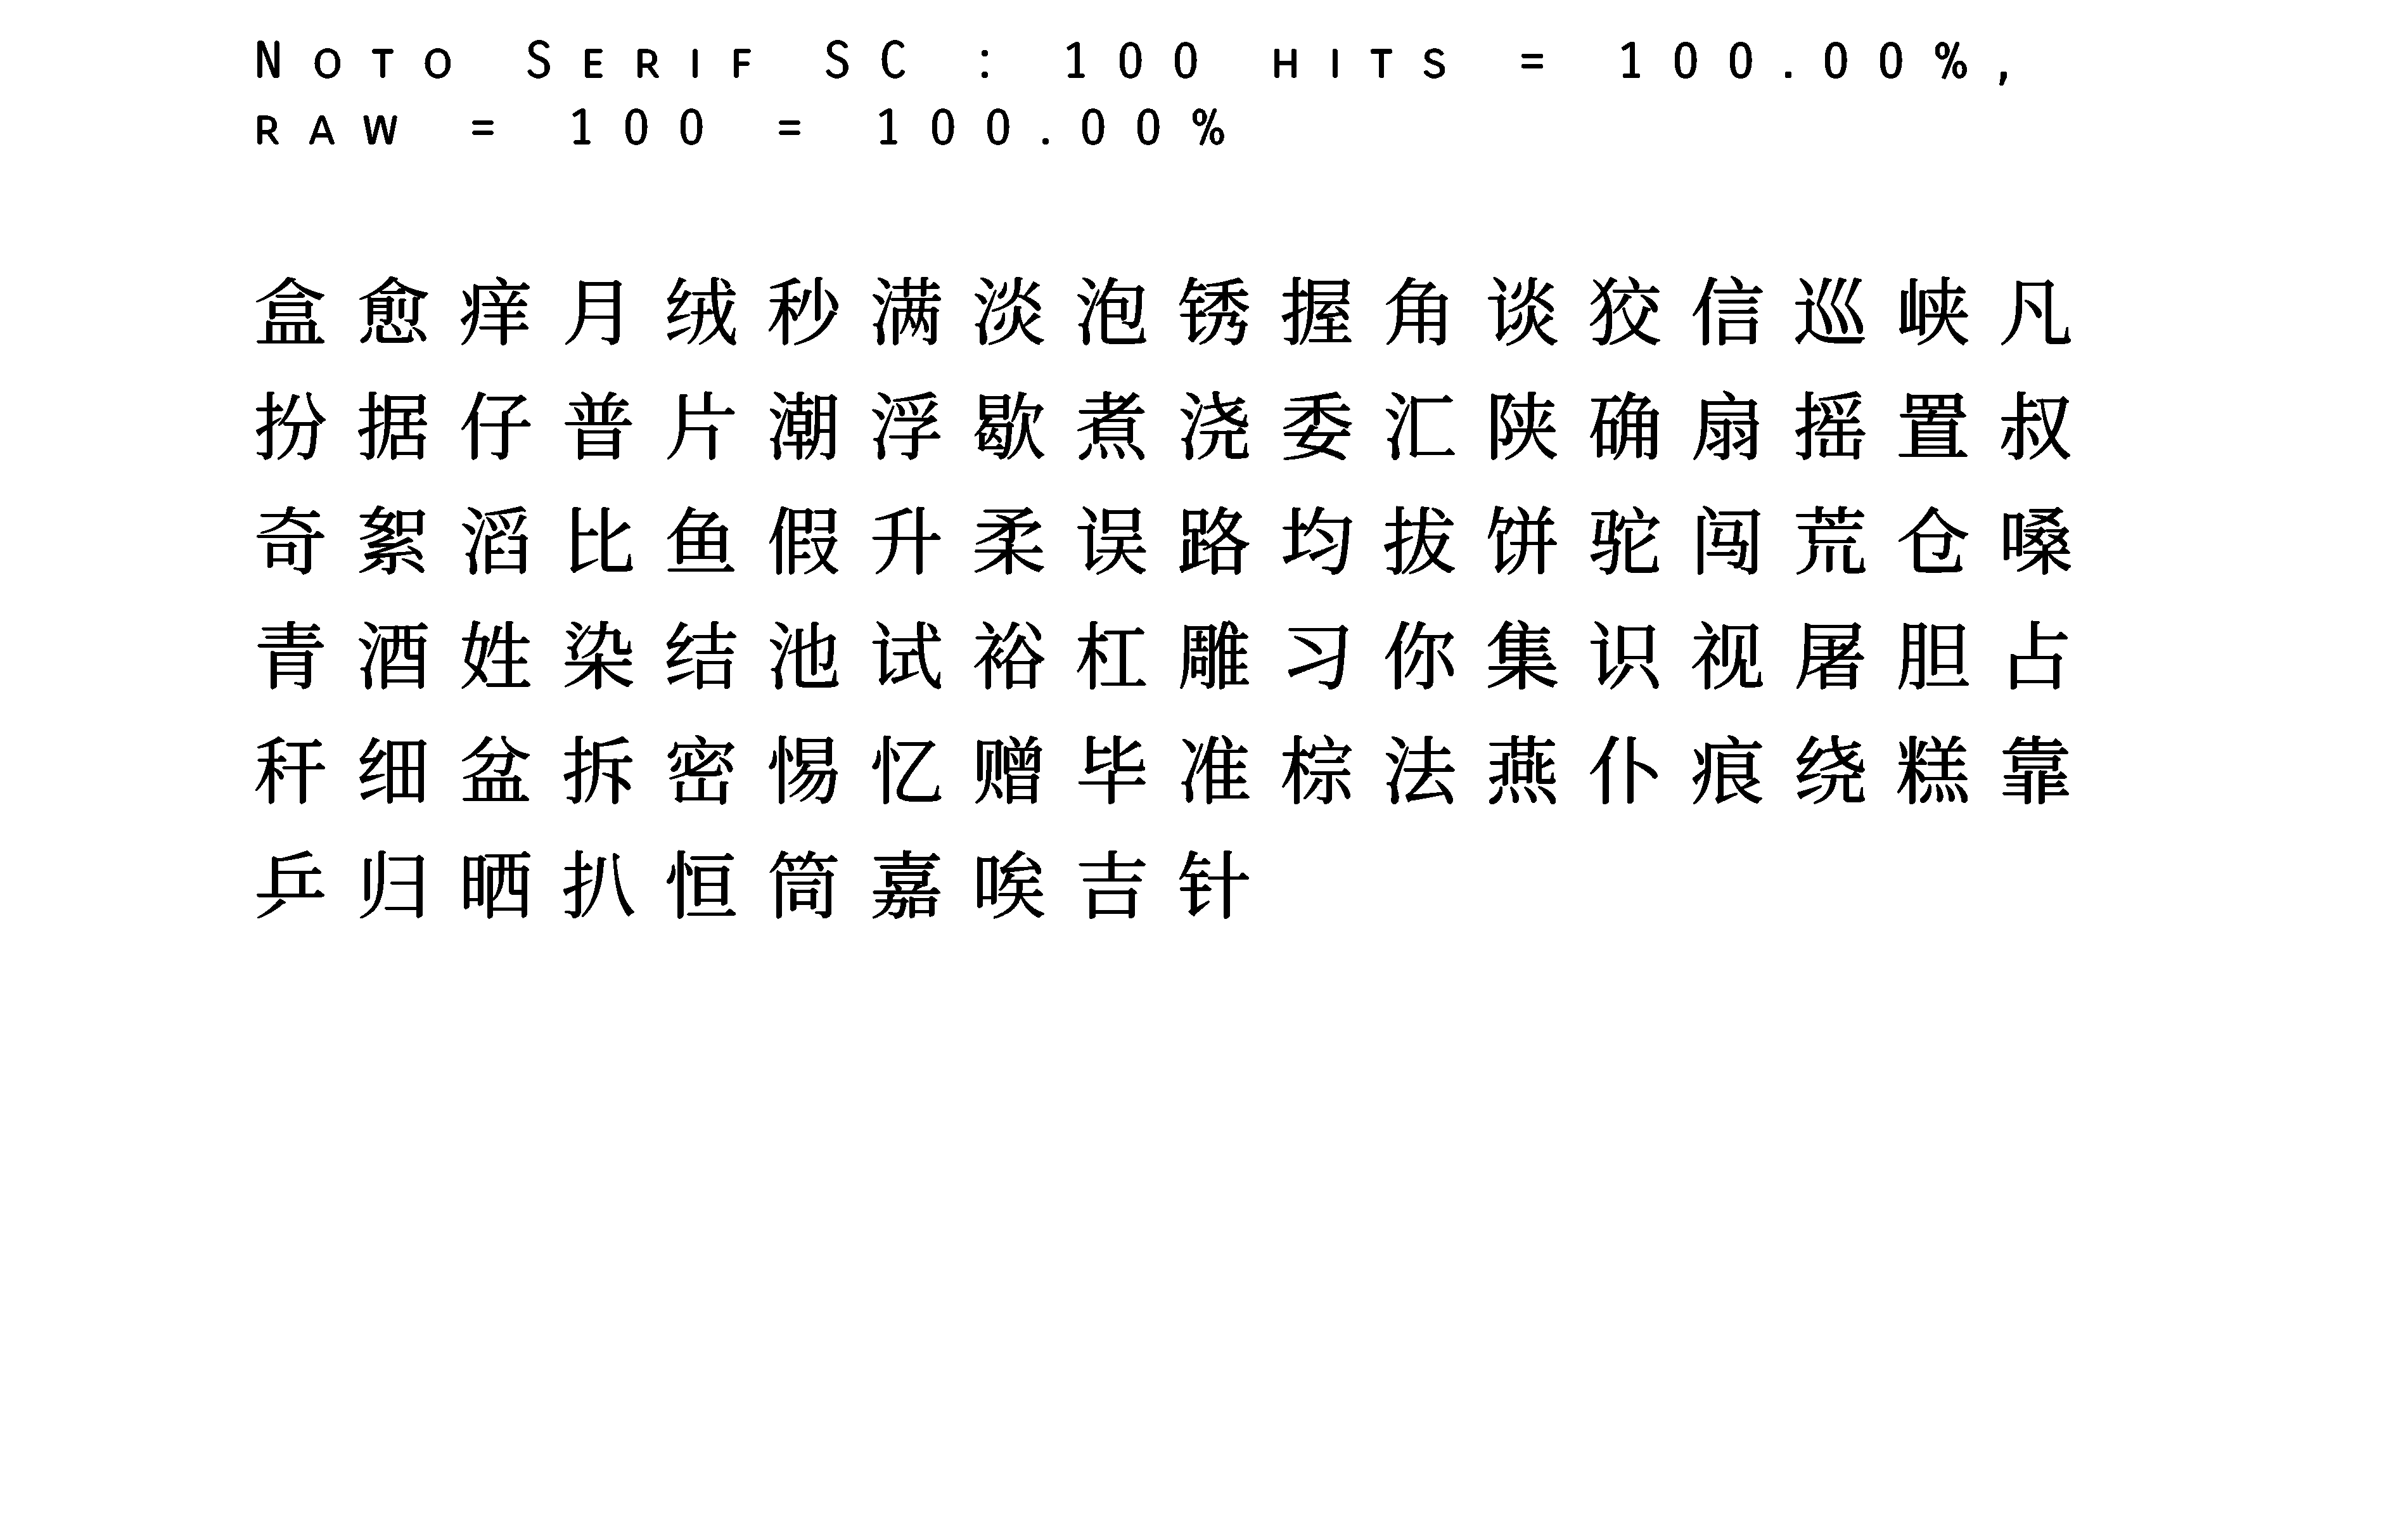 Noto Serif SC : 100 hits = 100.00%,
raw = 100 = 100.00%
盒愈痒月绒秒满淡泡锈握角谈狡信巡峡凡
扮据仔普片潮浮歇煮浇委汇陕确扇摇置叔
奇絮滔比鱼假升柔误路均拔饼驼闯荒仓嗓
青酒姓染结池试裕杠雕习你集识视屠胆占
秆细盆拆密惕忆赠毕准棕法燕仆痕绕糕靠
乒归晒扒恒筒嘉唉吉针